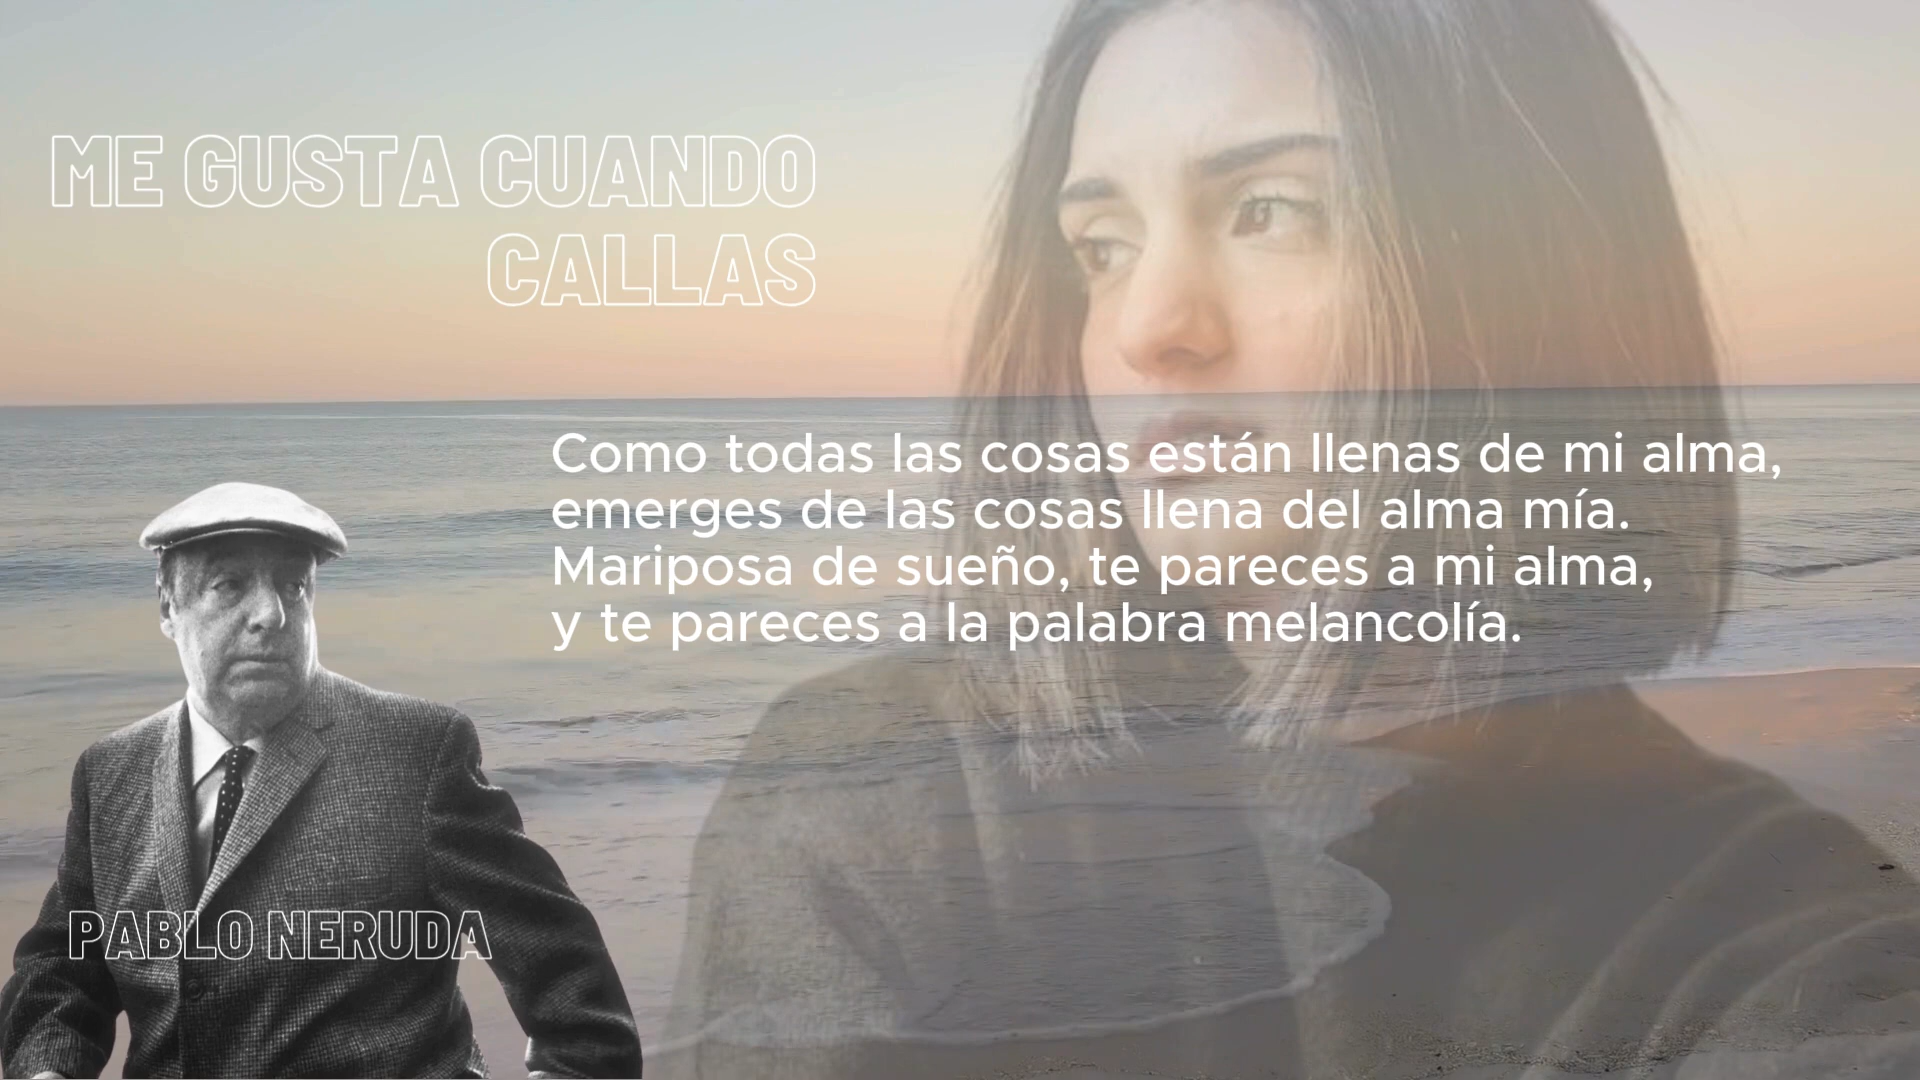 ME GUSTA CUANDO
CALLAS
Como todas las cosas están llenas de mi alma,
emerges de las cosas llena del alma mía.
Mariposa de sueño, te pareces a mi alma,
y te pareces a la palabra melancolía.
PABLO NERUDA